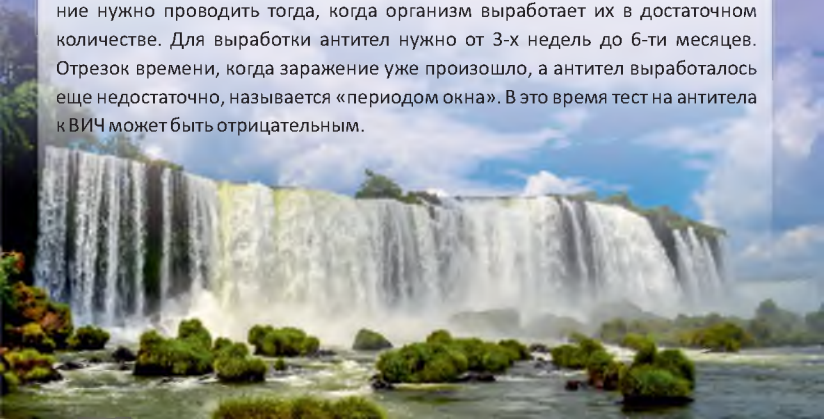 ние нужно проводить тогда, когда организм выработает их в достаточном
количестве. Для выработки антител нужно от 3-х недель до 6-ти месяцев.
Отрезок времени, когда заражение уже произошло, а антител выработалось
еще недостаточно, называется «периодом окна». В это время тест на антитела
к ВИЧ может быть отрицательным.